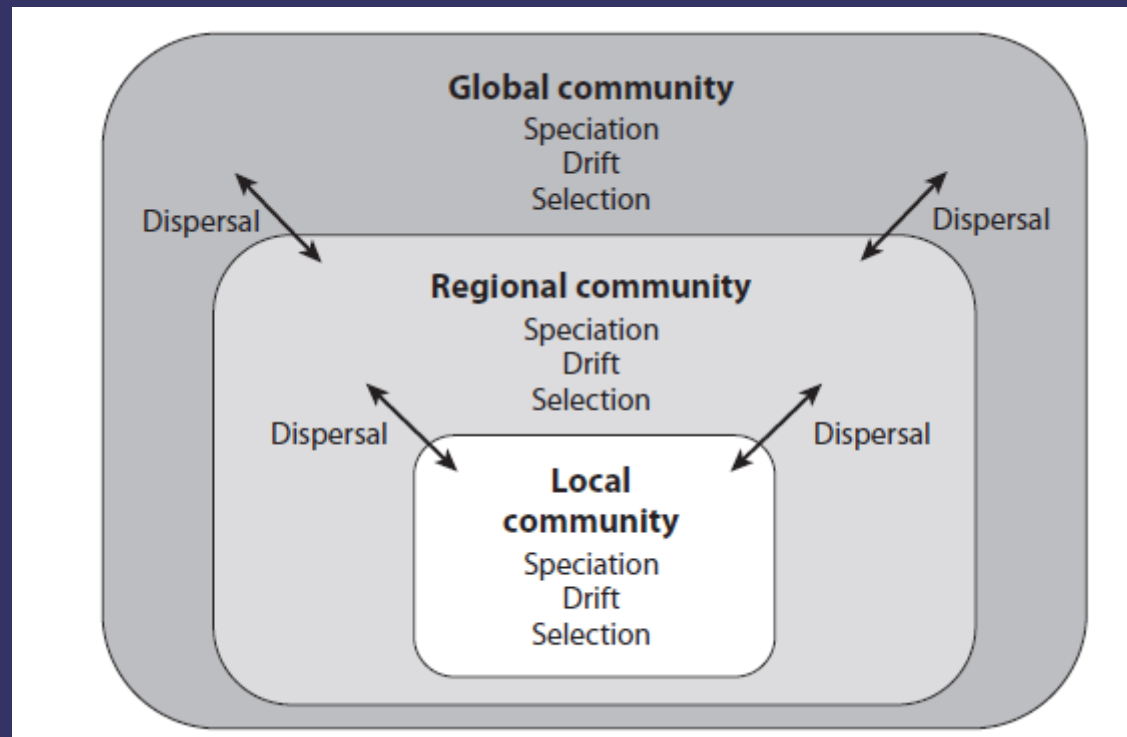 Global community
Speciation
Drift
Selection
Dispersal
Dispersal
Regional community
Speciation
Drift
Selection
Dispersal
Dispersal
Local
community
Speciation
Drift
Selection